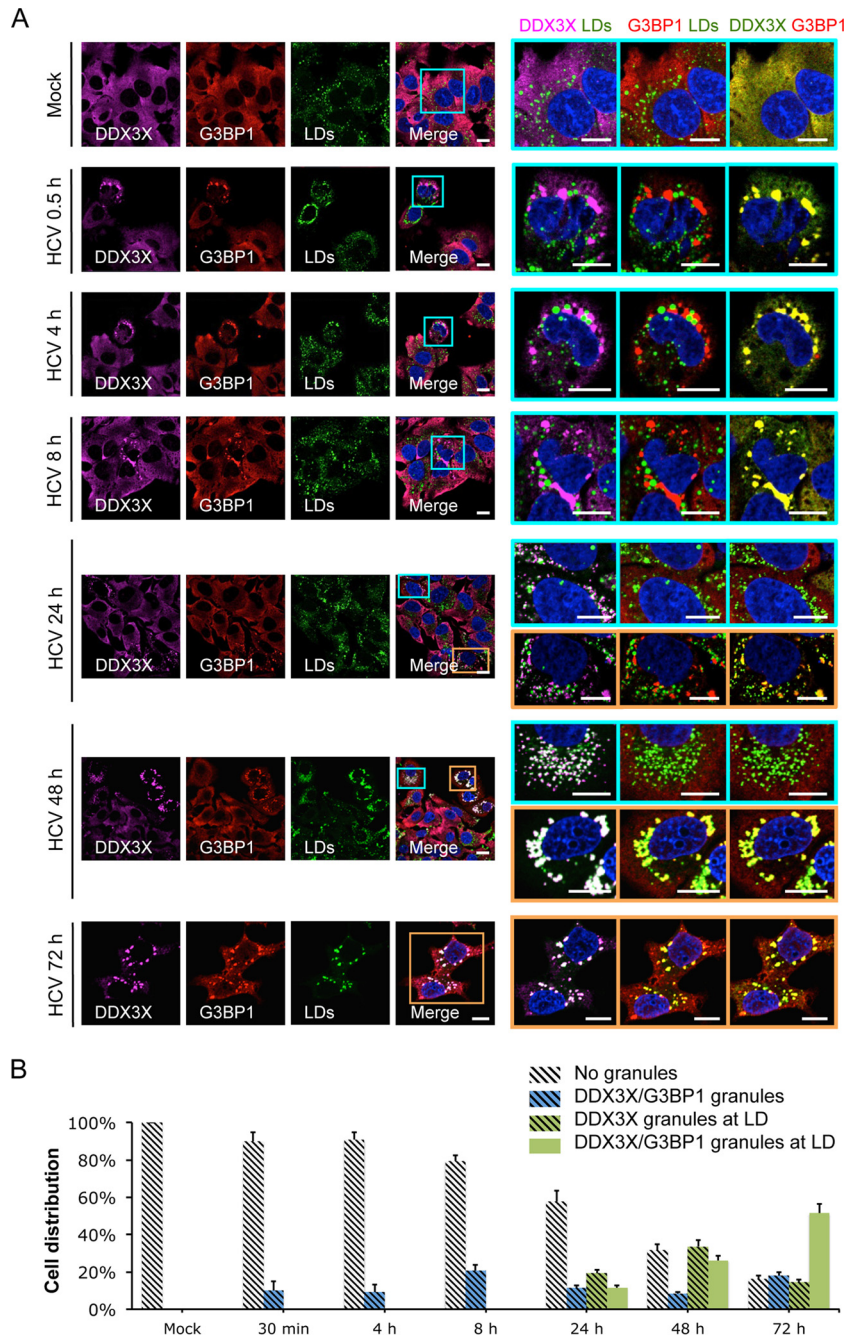 A
DDX3X LDs G3BP1 LDs DDX3X G3BP1
Mock
DDX3X G3BP1 LDs Merge
HCV 0.5 h
DDX3X G3BP1 LDs Merge
HCV 4 h
DDX3X G3BP1 LDs Merge
HCV 8 h
DDX3X G3BP1 LDs Merge
HCV 24 h
DDX3X G3BP1 LDs Merge
HCV 48 h
DDX3X G3BP1 LDs Merge
HCV 72 h
DDX3X G3BP1 LDs Merge
B
No granules
DDX3X/G3BP1 granules
DDX3X granules at LD
DDX3X/G3BP1 granules at LD
Cell distribution
100%
80%
60%
40%
20%
0%
Mock 30 min 4 h 8 h 24 h 48 h 72 h